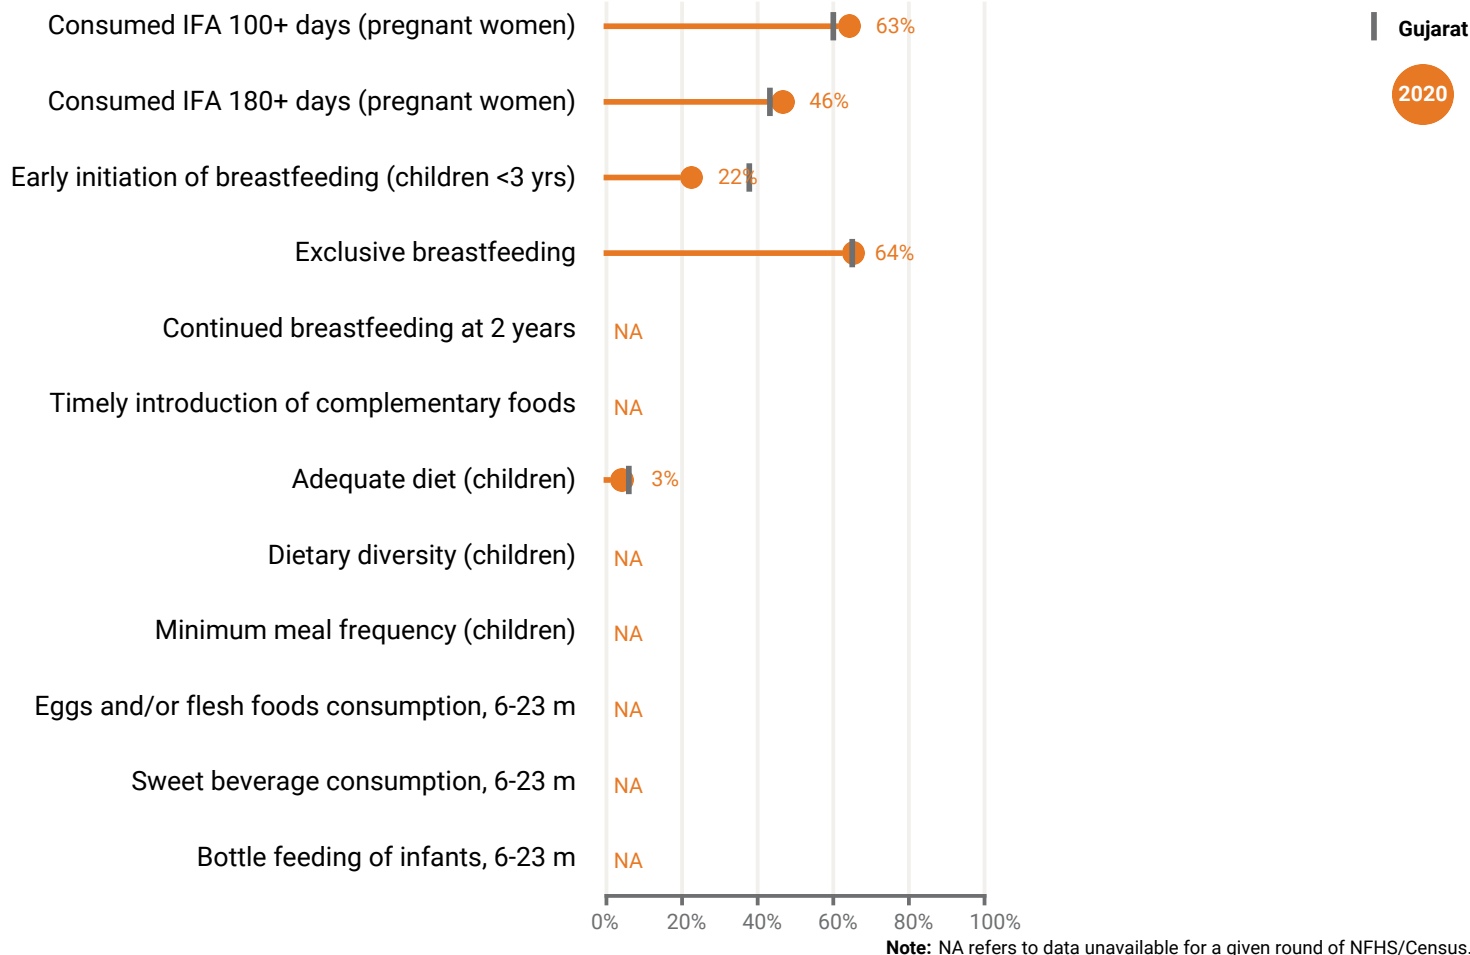 Consumed IFA 100+ days (pregnant women) 63%
Gujarat
2020
Consumed IFA 180+ days (pregnant women) 46%
Early initiation of breastfeeding (children <3 yrs) 22%
Exclusive breastfeeding 64%
Continued breastfeeding at 2 years NA
Timely introduction of complementary foods NA
Adequate diet (children) 3%
Dietary diversity (children) NA
Minimum meal frequency (children) NA
Eggs and/or flesh foods consumption, 6-23 m NA
Sweet beverage consumption, 6-23 m NA
Bottle feeding of infants, 6-23 m NA
0% 20% 40% 60% 80% 100%
Note: NA refers to data unavailable for a given round of NFHS/Census.